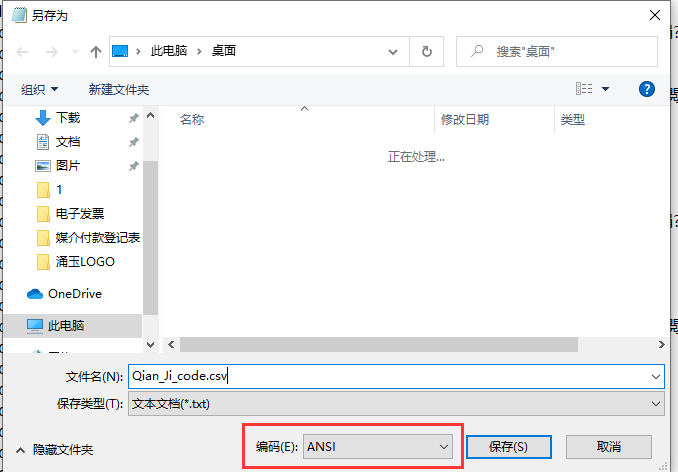 另存为
此电脑 > 桌面
搜索"桌面"
组织
新建文件夹
下载
文档
图片
1
电子发票
媒介付款登记表
涌玉LOGO
OneDrive
此电脑
名称
修改日期
类型
正在处理...
文件名(N): Qian_Ji_code.csv
保存类型(T): 文本文档(*.txt)
隐藏文件夹
编码(E): ANSI
保存(S)
取消